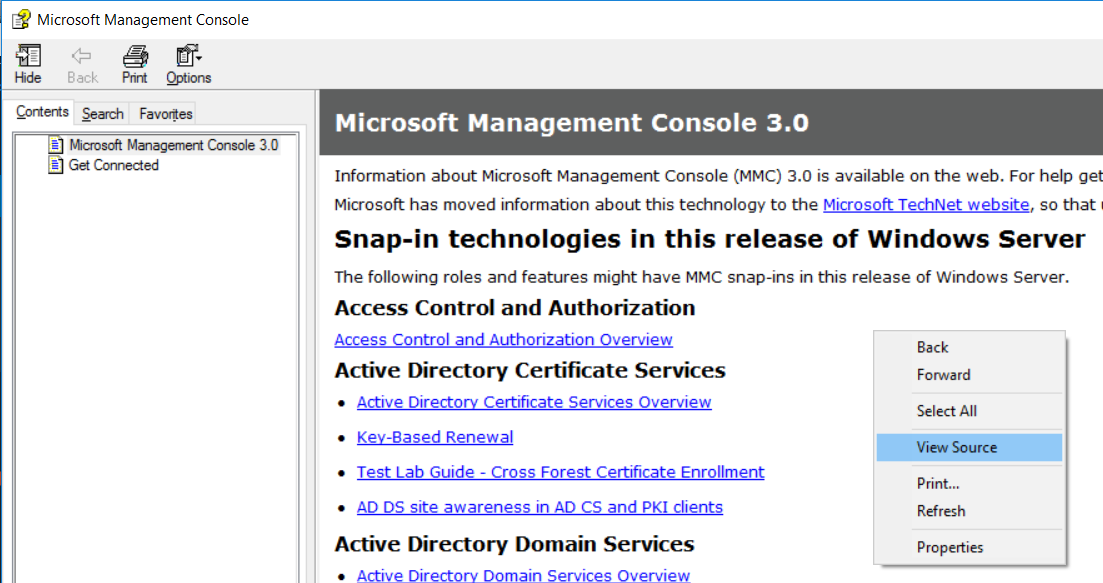 Microsoft Management Console
Hide
Back
Print
Options
Contents
Search
Favorites
Microsoft Management Console 3.0
Get Connected
Microsoft Management Console 3.0
Information about Microsoft Management Console (MMC) 3.0 is available on the web. For help get
Microsoft has moved information about this technology to the Microsoft TechNet website, so that
Snap-in technologies in this release of Windows Server
The following roles and features might have MMC snap-ins in this release of Windows Server.
Access Control and Authorization
Access Control and Authorization Overview
Active Directory Certificate Services
• Active Directory Certificate Services Overview
• Key-Based Renewal
• Test Lab Guide - Cross Forest Certificate Enrollment
• AD DS site awareness in AD CS and PKI clients
Active Directory Domain Services
• Active Directory Domain Services Overview
Back
Forward
Select All
View Source
Print...
Refresh
Properties